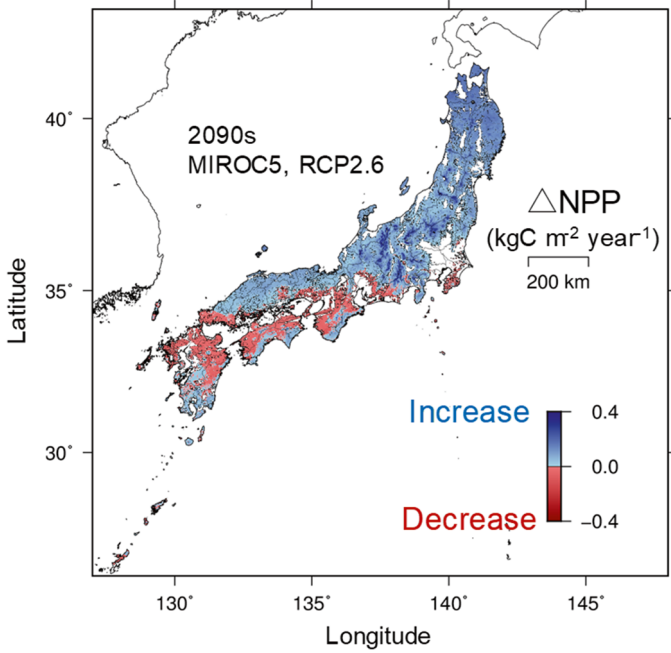 40˚
2090s
MIROC5, RCP2.6
△NPP
(kgC m⁻² year⁻¹)
200 km
35˚
Latitude
Increase
0.4
30˚
0.0
Decrease
−0.4
130˚
135˚
140˚
145˚
Longitude